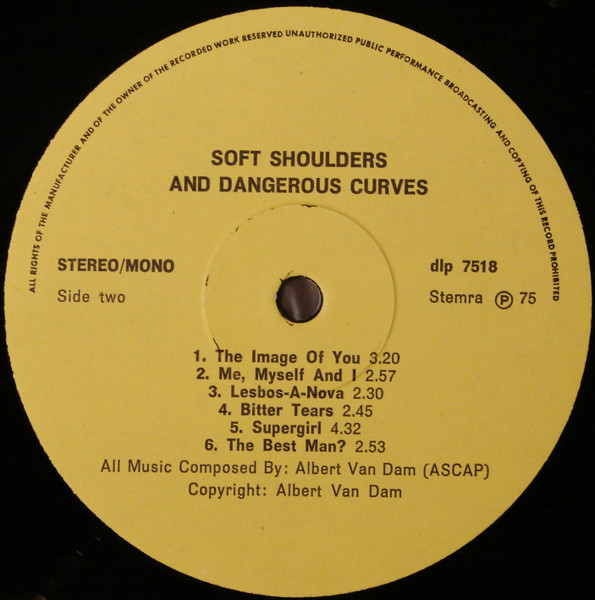 ALL RIGHTS OF THE MANUFACTURER AND OF THE OWNER OF THE RECORDED WORK RESERVED UNAUTHORIZED PUBLIC PERFORMANCE BROADCASTING AND COPYING OF THIS RECORD PROHIBITED
SOFT SHOULDERS
AND DANGEROUS CURVES
STEREO/MONO dlp 7518
Side two Stemra Ⓟ 75
1. The Image Of You 3.20
2. Me, Myself And I 2.57
3. Lesbos-A-Nova 2.30
4. Bitter Tears 2.45
5. Supergirl 4.32
6. The Best Man? 2.53
All Music Composed By: Albert Van Dam (ASCAP)
Copyright: Albert Van Dam